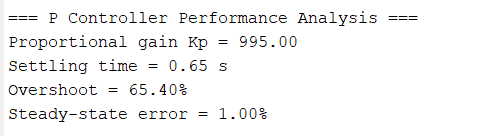 === P Controller Performance Analysis ===
Proportional gain Kp = 995.00
Settling time = 0.65 s
Overshoot = 65.40%
Steady-state error = 1.00%